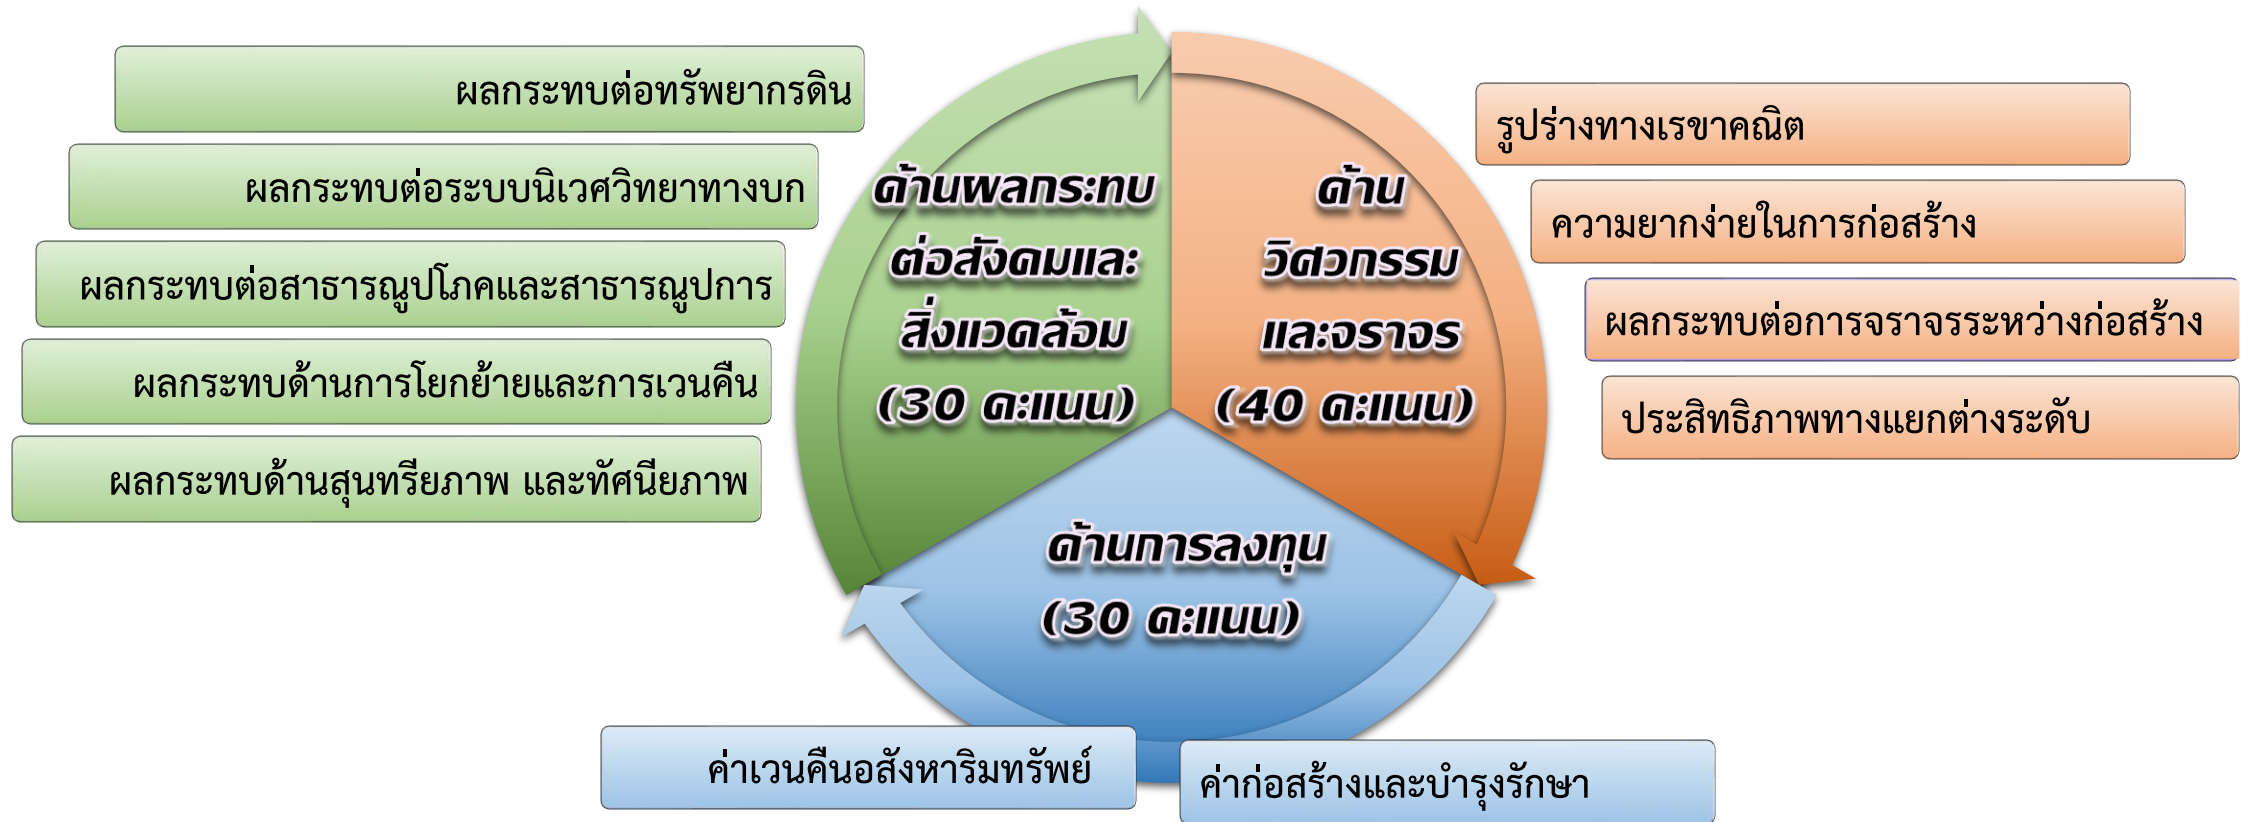 ผลกระทบต่อทรัพยากรดิน
ผลกระทบต่อระบบนิเวศวิทยาทางบก
ผลกระทบต่อสาธารณูปโภคและสาธารณูปการ
ผลกระทบด้านการโยกย้ายและการเวนคืน
ผลกระทบด้านสุนทรียภาพ และทัศนียภาพ
ด้านผลกระทบ
ต่อสังคมและ
สิ่งแวดล้อม
(30 คะแนน)
ด้าน
วิศวกรรม
และจราจร
(40 คะแนน)
รูปร่างทางเรขาคณิต
ความยากง่ายในการก่อสร้าง
ผลกระทบต่อการจราจรระหว่างก่อสร้าง
ประสิทธิภาพทางแยกต่างระดับ
ด้านการลงทุน
(30 คะแนน)
ค่าเวนคืนอสังหาริมทรัพย์
ค่าก่อสร้างและบำรุงรักษา